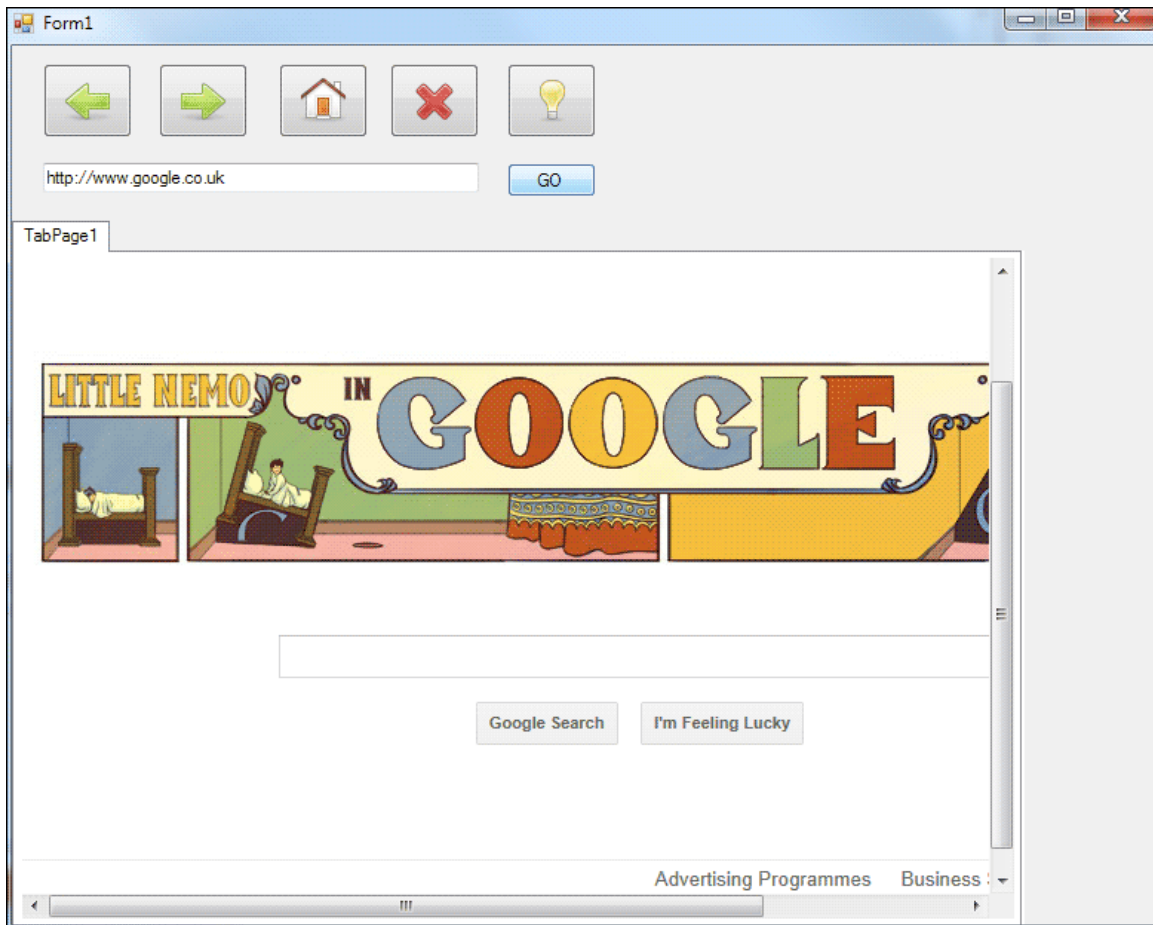 Form1
http://www.google.co.uk
GO
TabPage1
LITTLE NEMO IN GOOGLE
Google Search
I'm Feeling Lucky
Advertising Programmes
Business